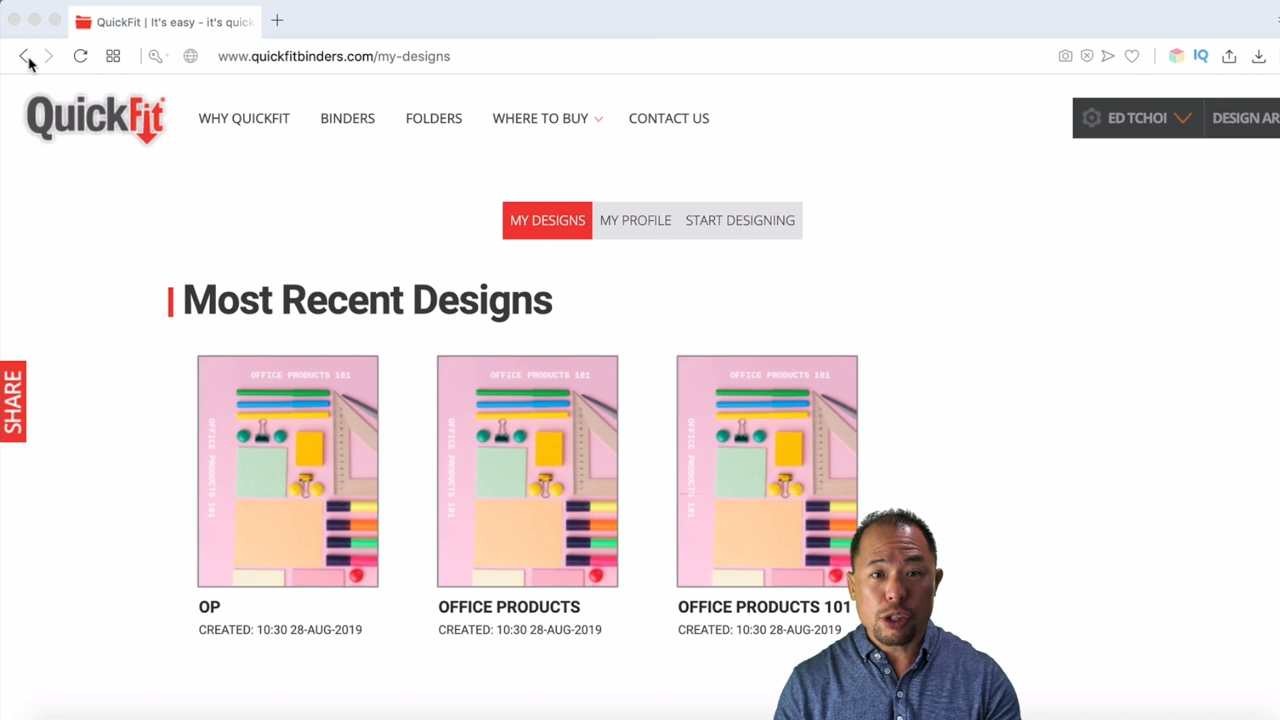 QuickFit | It's easy - it's quick
www.quickfitbinders.com/my-designs
IQ
QuickFit
WHY QUICKFIT
BINDERS
FOLDERS
WHERE TO BUY
CONTACT US
ED TCHOI
DESIGN AR
MY DESIGNS
MY PROFILE
START DESIGNING
Most Recent Designs
SHARE
OFFICE PRODUCTS 101
OFFICE PRODUCTS 101
OFFICE PRODUCTS 101
OFFICE PRODUCTS 101
OFFICE PRODUCTS 101
OFFICE PRODUCTS 101
OP
OFFICE PRODUCTS
OFFICE PRODUCTS 101
CREATED: 10:30 28-AUG-2019
CREATED: 10:30 28-AUG-2019
CREATED: 10:30 28-AUG-2019